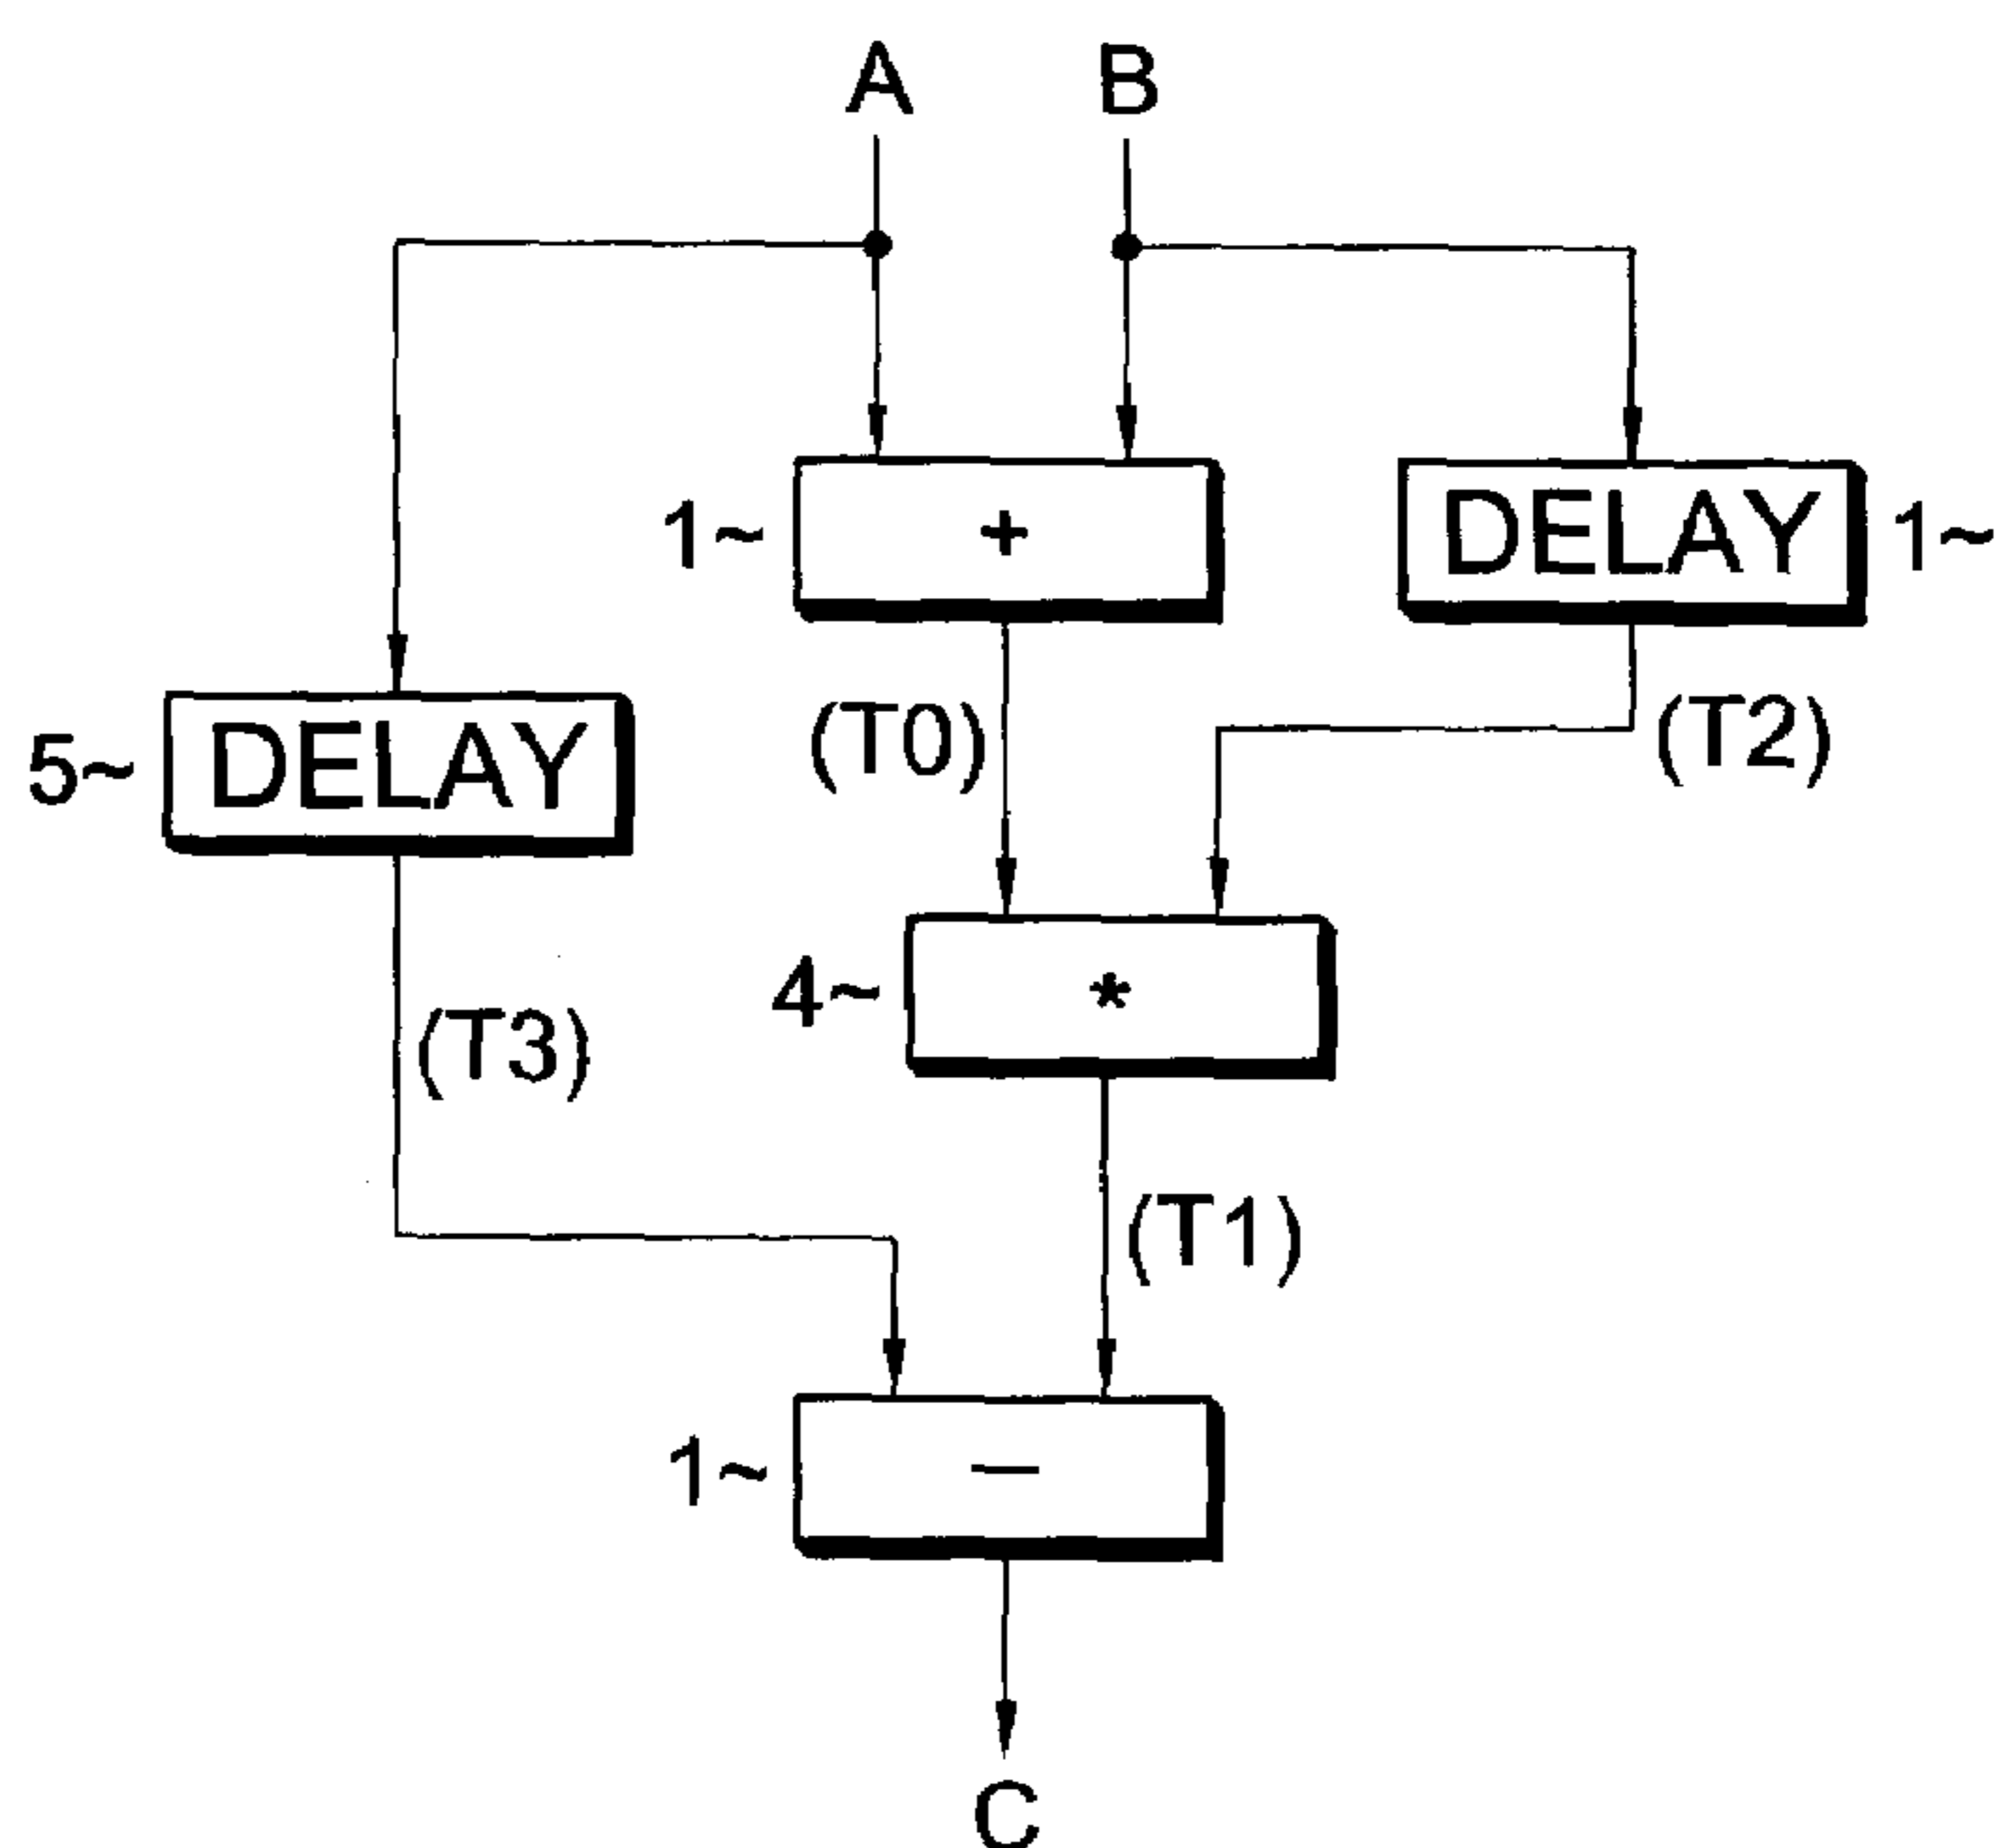 A B
1~ + DELAY 1~
5~ DELAY (T0) (T2)
4~ *
(T3)
(T1)
1~ —
C